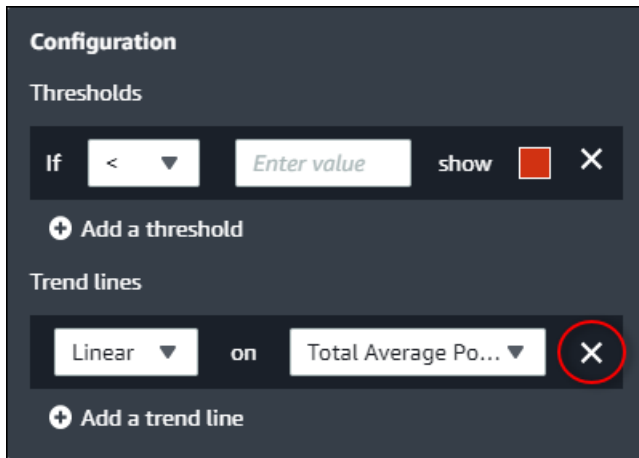 Configuration
Thresholds
If < Enter value show
Add a threshold
Trend lines
Linear on Total Average Po...
Add a trend line